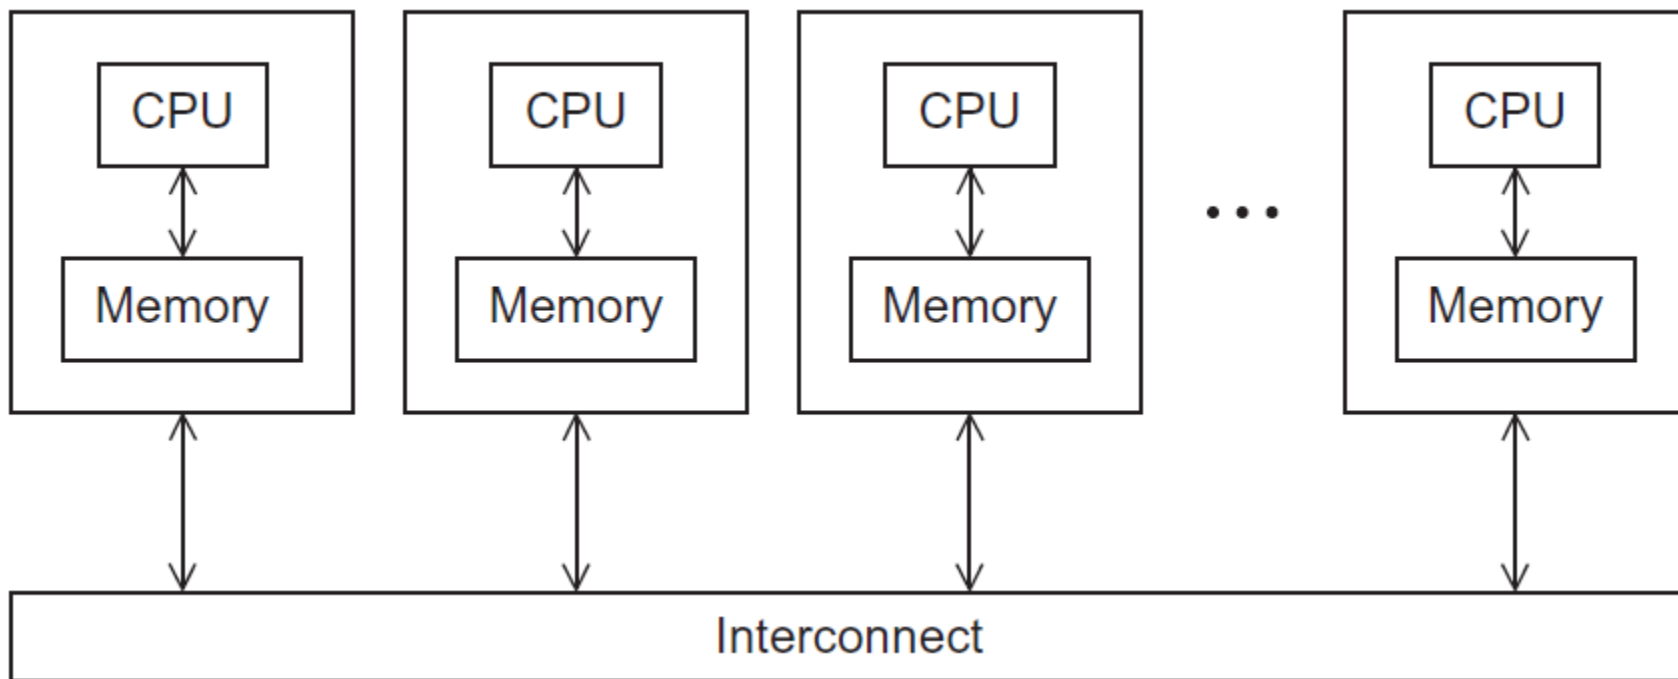 CPU CPU CPU CPU
Memory Memory Memory ... Memory
Interconnect